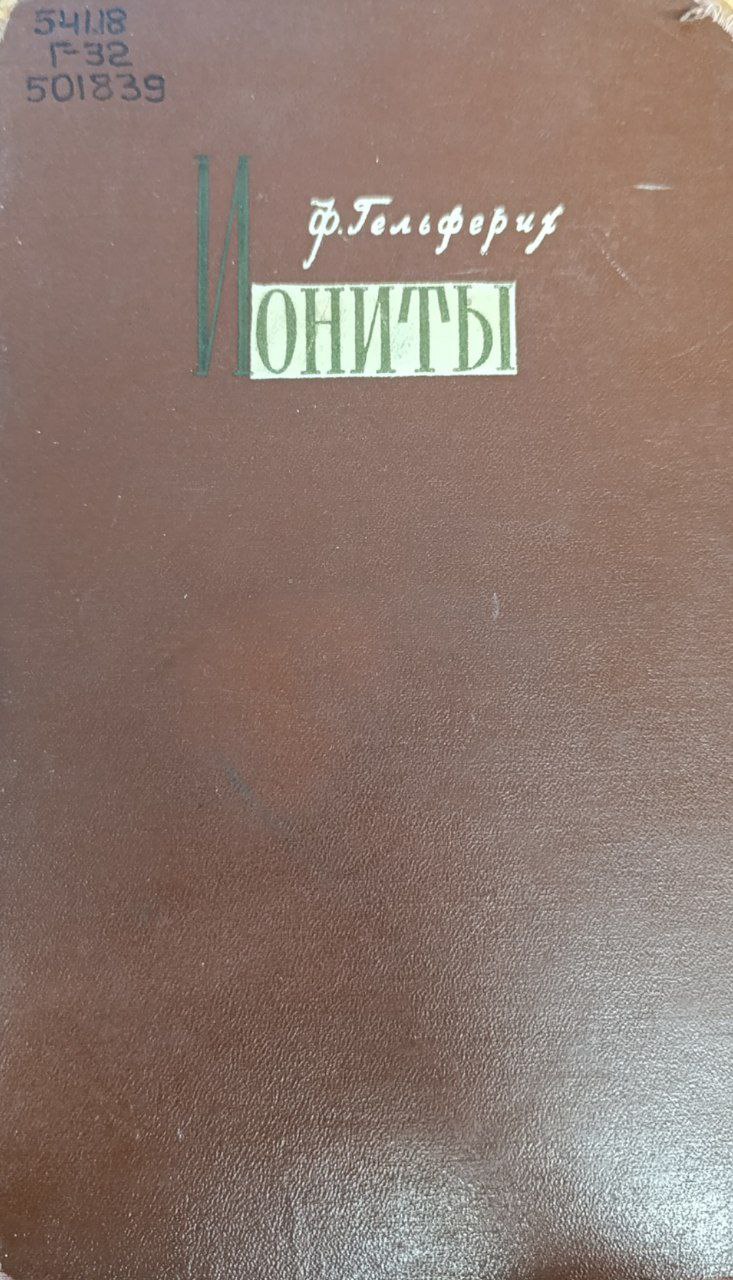 541.18
Г-32
501839
Ф. Гельферих
Иониты